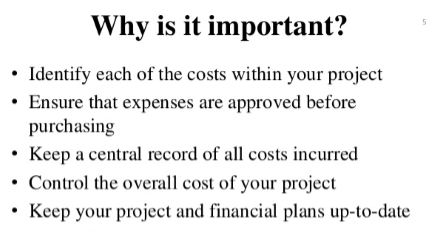 Why is it important?
5
• Identify each of the costs within your project
• Ensure that expenses are approved before
purchasing
• Keep a central record of all costs incurred
• Control the overall cost of your project
• Keep your project and financial plans up-to-date